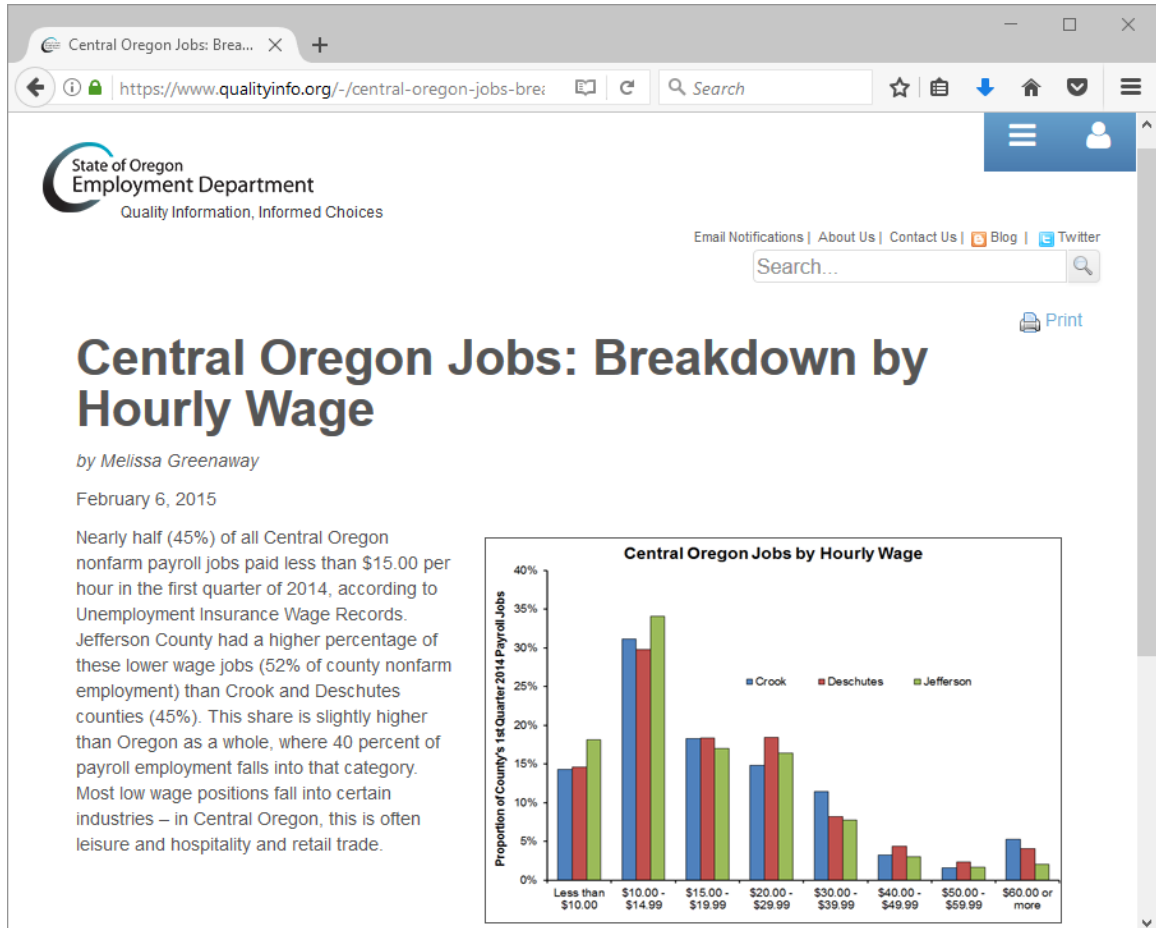 Central Oregon Jobs: Brea...
https://www.qualityinfo.org/-/central-oregon-jobs-brea
Search
State of Oregon
Employment Department
Quality Information, Informed Choices
Email Notifications | About Us | Contact Us | Blog | Twitter
Search...
Print
Central Oregon Jobs: Breakdown by
Hourly Wage
by Melissa Greenaway
February 6, 2015
Nearly half (45%) of all Central Oregon
nonfarm payroll jobs paid less than $15.00 per
hour in the first quarter of 2014, according to
Unemployment Insurance Wage Records.
Jefferson County had a higher percentage of
these lower wage jobs (52% of county nonfarm
employment) than Crook and Deschutes
counties (45%). This share is slightly higher
than Oregon as a whole, where 40 percent of
payroll employment falls into that category.
Most low wage positions fall into certain
industries – in Central Oregon, this is often
leisure and hospitality and retail trade.
Central Oregon Jobs by Hourly Wage
Proportion of County's 1st Quarter 2014 Payroll Jobs
40%
35%
30%
25%
20%
15%
10%
5%
0%
Crook Deschutes Jefferson
Less than $10.00- $15.00- $20.00- $30.00- $40.00- $50.00- $60.00 or
$10.00 $14.99 $19.99 $29.99 $39.99 $49.99 $59.99 more